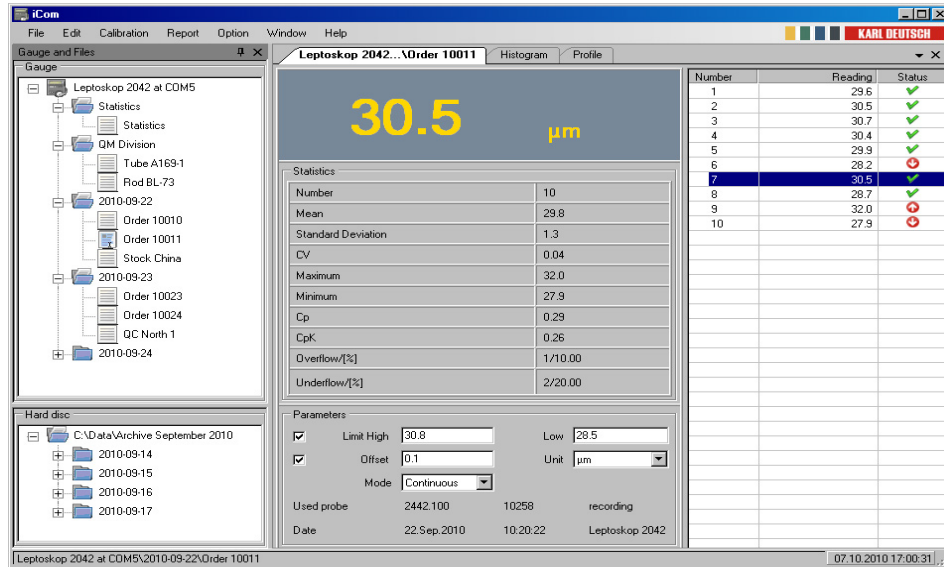 iCom
File Edit Calibration Report Option Window Help
KARL DEUTSCH
Gauge and Files
Gauge
Leptoskop 2042 at COM5
Statistics
Statistics
QM Division
Tube A169-1
Rod BL-73
2010-09-22
Order 10010
Order 10011
Stock China
2010-09-23
Order 10023
Order 10024
QC North 1
2010-09-24
Hard disc
C:\Data\Archive September 2010
2010-09-14
2010-09-15
2010-09-16
2010-09-17
Leptoskop 2042...\Order 10011 Histogram Profile
30.5 µm
Statistics
Number 10
Mean 29.8
Standard Deviation 1.3
CV 0.04
Maximum 32.0
Minimum 27.9
Cp 0.29
CpK 0.26
Overflow/[%] 1/10.00
Underflow/[%] 2/20.00
Parameters
Limit High 30.8 Low 28.5
Offset 0.1 Unit µm
Mode Continuous
Used probe 2442.100 10258 recording
Date 22.Sep.2010 10:20:22 Leptoskop 2042
Number Reading Status
1 29.6
2 30.5
3 30.7
4 30.4
5 29.9
6 28.2
7 30.5
8 28.7
9 32.0
10 27.9
Leptoskop 2042 at COM5\2010-09-22\Order 10011 07.10.2010 17:00:31